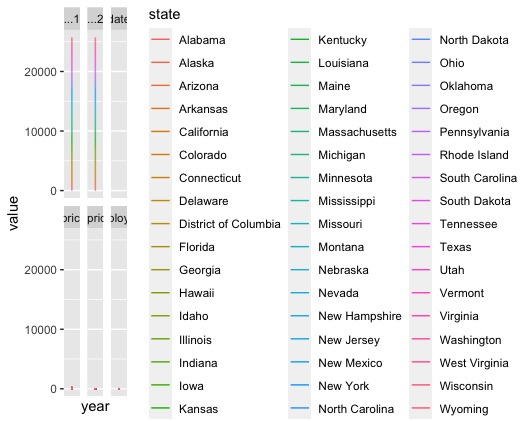 state
...1
...2
date
value
20000
10000
0
20000
10000
0
year
Alabama
Alaska
Arizona
Arkansas
California
Colorado
Connecticut
Delaware
District of Columbia
Florida
Georgia
Hawaii
Idaho
Illinois
Indiana
Iowa
Kansas
Kentucky
Louisiana
Maine
Maryland
Massachusetts
Michigan
Minnesota
Mississippi
Missouri
Montana
Nebraska
Nevada
New Hampshire
New Jersey
New Mexico
New York
North Carolina
North Dakota
Ohio
Oklahoma
Oregon
Pennsylvania
Rhode Island
South Carolina
South Dakota
Tennessee
Texas
Utah
Vermont
Virginia
Washington
West Virginia
Wisconsin
Wyoming